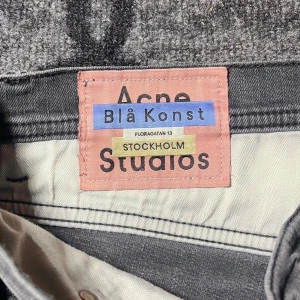 Acne
Blå Konst
FLORAGATAN 13
STOCKHOLM
Studios